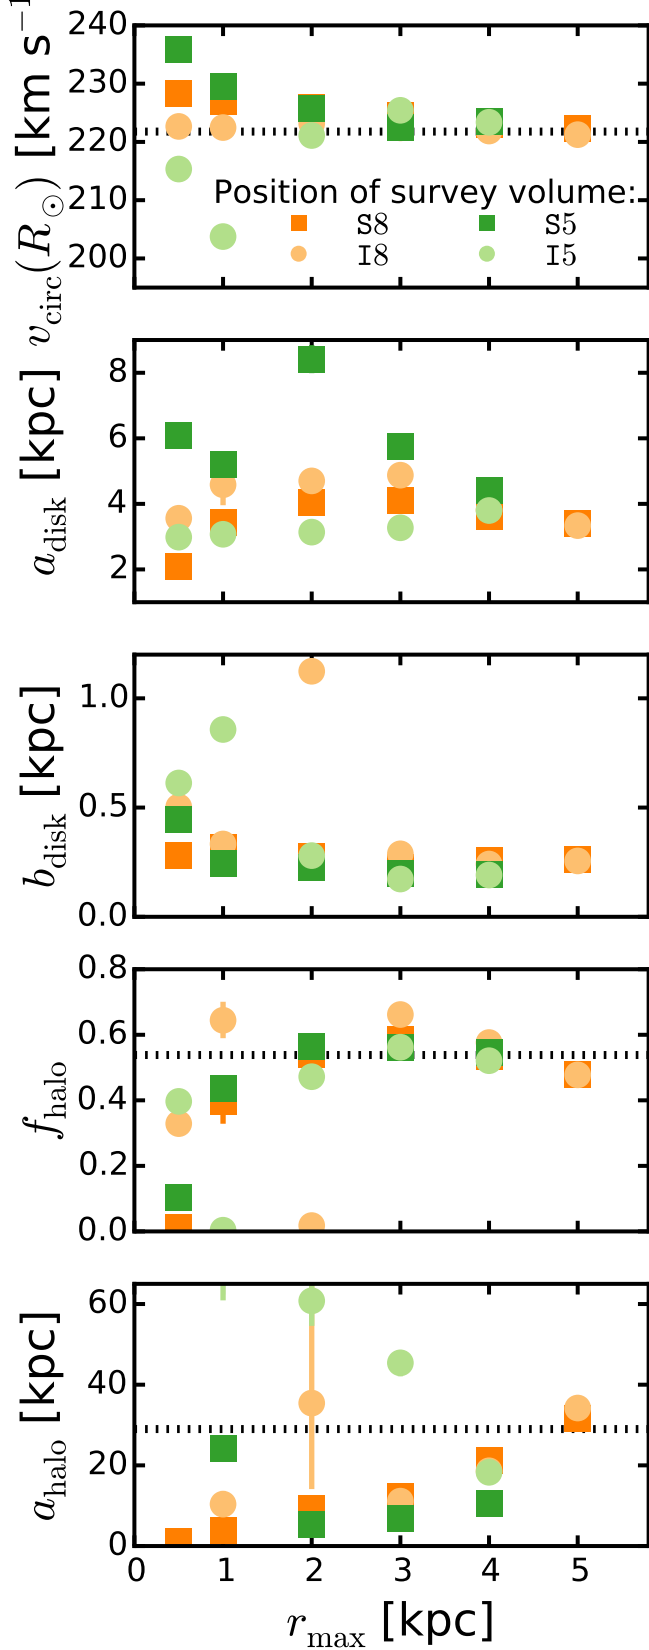 240
230
220
210
200
v_circ(R_⊙) [km s⁻¹]
Position of survey volume:
S8 S5
I8 I5
8
6
4
2
a_disk [kpc]
1.0
0.5
0.0
b_disk [kpc]
0.8
0.6
0.4
0.2
0.0
f_halo
60
40
20
0
a_halo [kpc]
0 1 2 3 4 5
r_max [kpc]